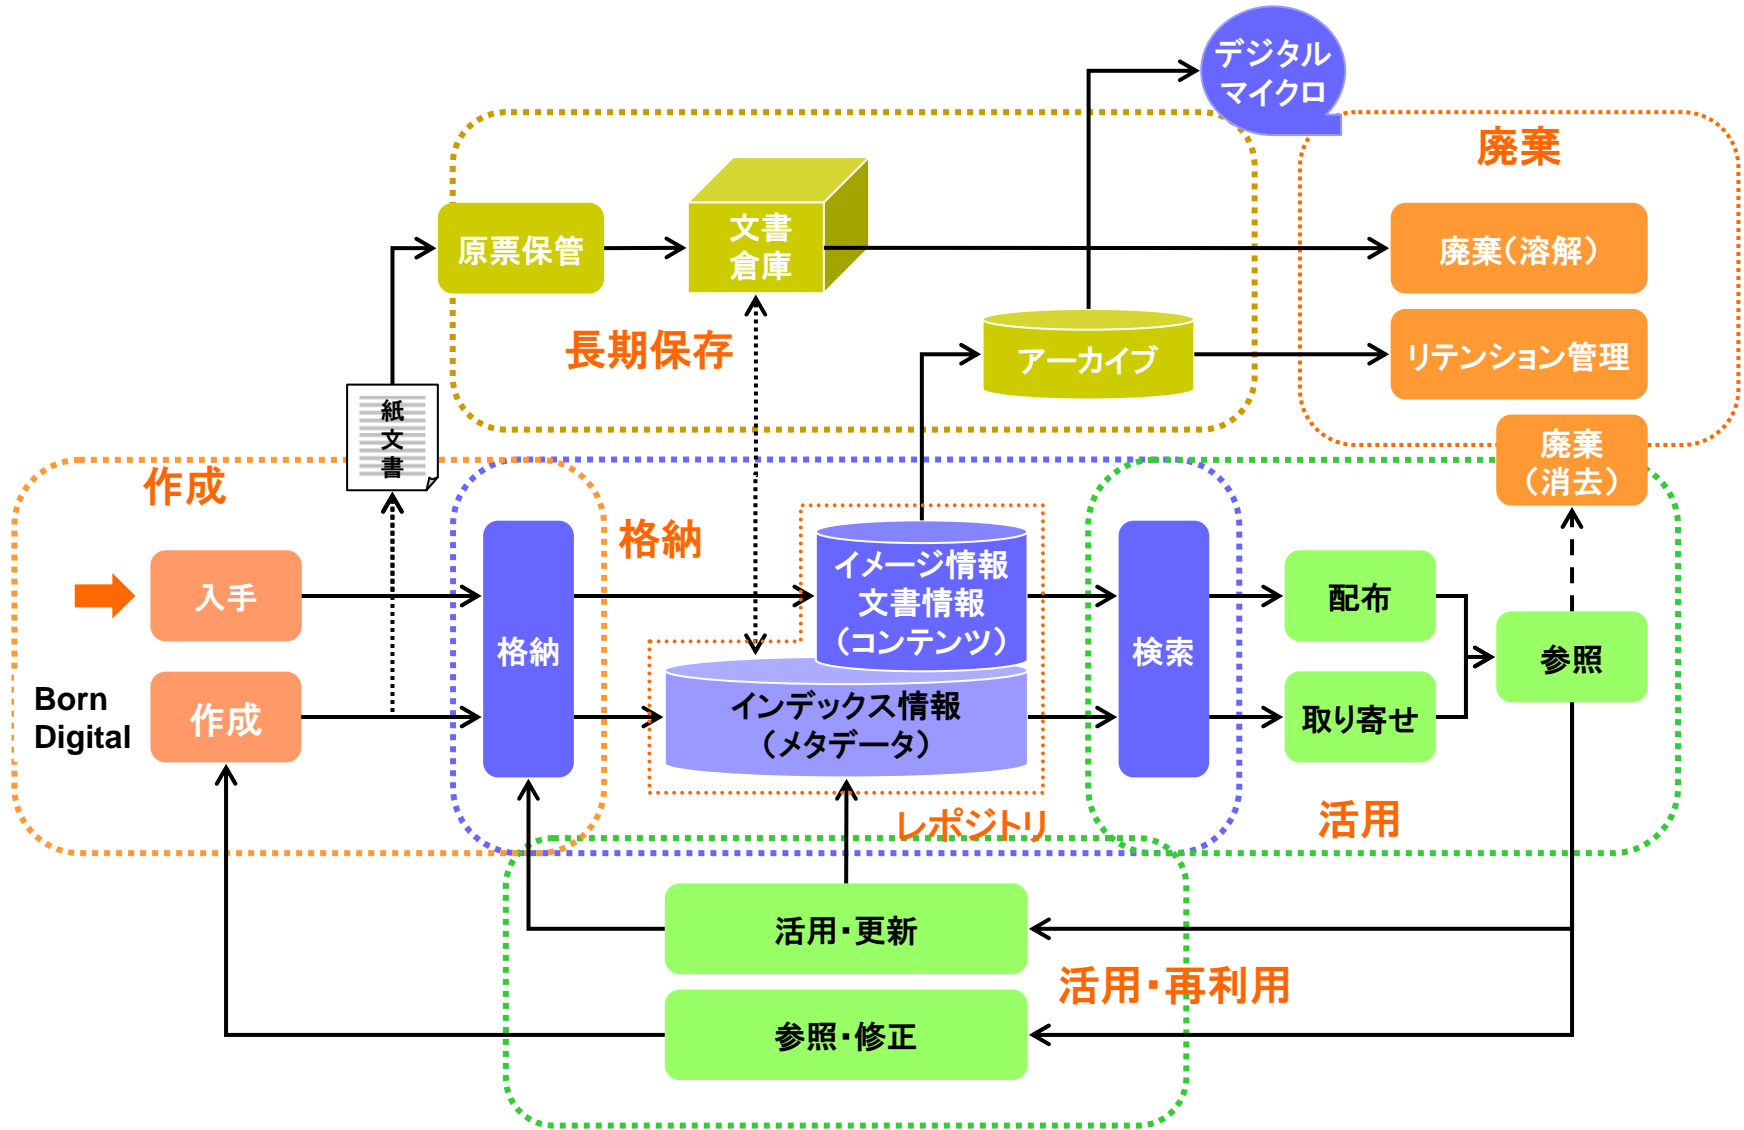 デジタル
マイクロ
廃棄
原票保管
文書
倉庫
廃棄（溶解）
長期保存
アーカイブ
リテンション管理
紙
文
書
廃棄
（消去）
作成
格納
入手
格納
イメージ情報
文書情報
（コンテンツ）
検索
配布
参照
Born
Digital
作成
インデックス情報
（メタデータ）
取り寄せ
レポジトリ
活用
活用・更新
活用・再利用
参照・修正